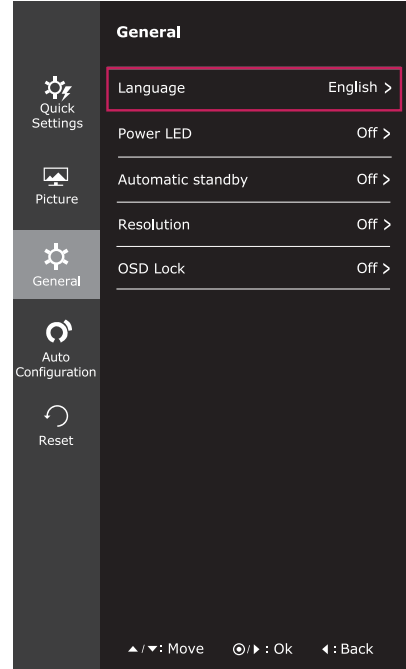 General
Quick
Settings
Picture
General
Auto
Configuration
Reset
Language English >
Power LED Off >
Automatic standby Off >
Resolution Off >
OSD Lock Off >
▲/▼: Move ◉/▶ : Ok ◀ : Back